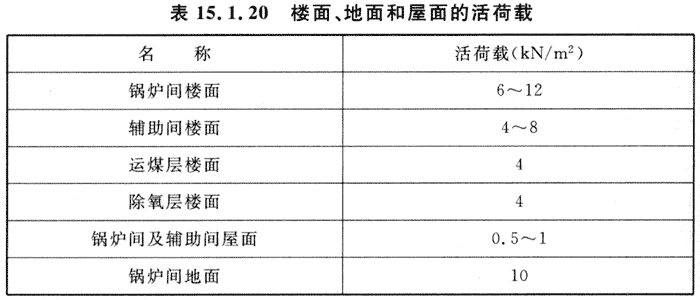 表 15.1.20 楼面、地面和屋面的活荷载
名 称 活荷载(kN/m²)
锅炉间楼面 6～12
辅助间楼面 4～8
运煤层楼面 4
除氧层楼面 4
锅炉间及辅助间屋面 0.5～1
锅炉间地面 10